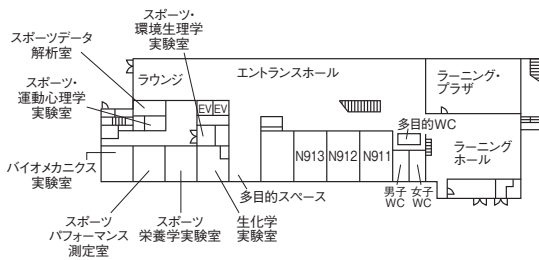 スポーツ・
環境生理学
実験室
スポーツデータ
解析室
ラウンジ
エントランスホール
ラーニング・
プラザ
スポーツ・
運動心理学
実験室
EV
EV
多目的WC
ラーニング
ホール
バイオメカニクス
実験室
N913
N912
N911
多目的スペース
男子
WC
女子
WC
スポーツ
パフォーマンス
測定室
スポーツ
栄養学実験室
生化学
実験室